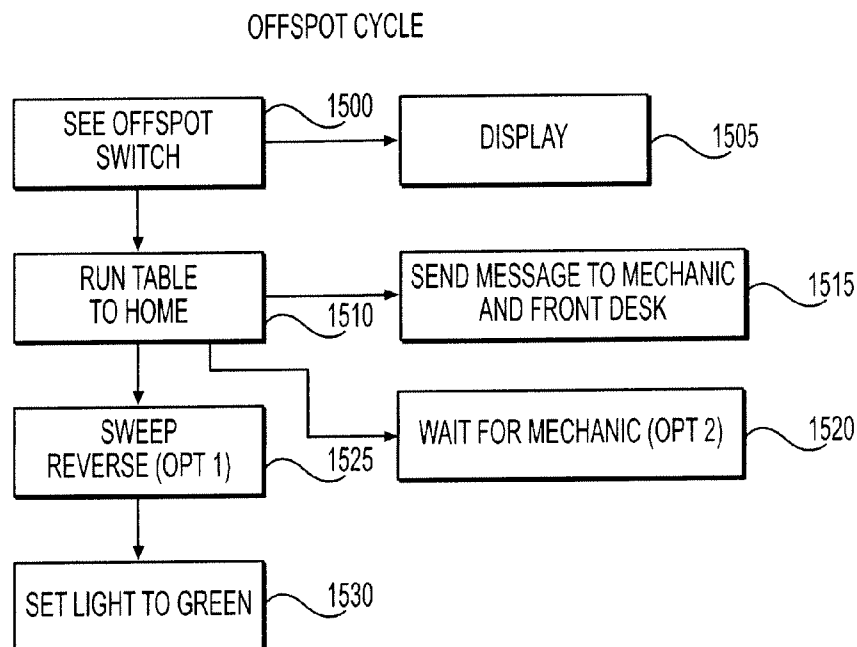 OFFSPOT CYCLE
SEE OFFSPOT
SWITCH
1500
DISPLAY
1505
RUN TABLE
TO HOME
1510
SEND MESSAGE TO MECHANIC
AND FRONT DESK
1515
SWEEP
REVERSE (OPT 1)
1525
WAIT FOR MECHANIC (OPT 2)
1520
SET LIGHT TO GREEN
1530